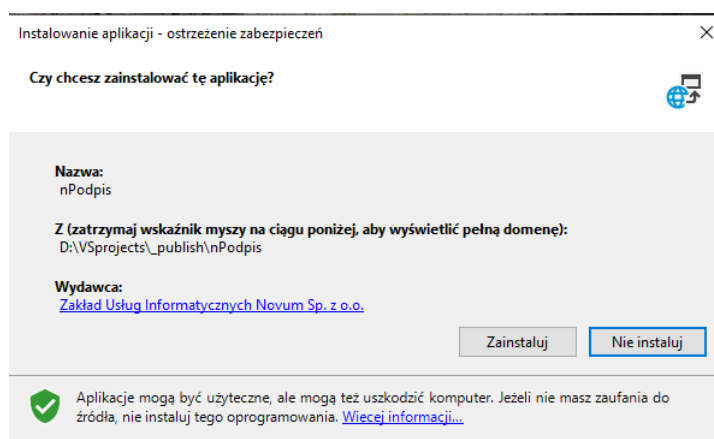 Instalowanie aplikacji - ostrzeżenie zabezpieczeń
Czy chcesz zainstalować tę aplikację?
Nazwa:
nPodpis
Z (zatrzymaj wskaźnik myszy na ciągu poniżej, aby wyświetlić pełną domenę):
D:\VSprojects\_publish\nPodpis
Wydawca:
Zakład Usług Informatycznych Novum Sp. z o.o.
Zainstaluj Nie instaluj
Aplikacje mogą być użyteczne, ale mogą też uszkodzić komputer. Jeżeli nie masz zaufania do
źródła, nie instaluj tego oprogramowania. Więcej informacji...